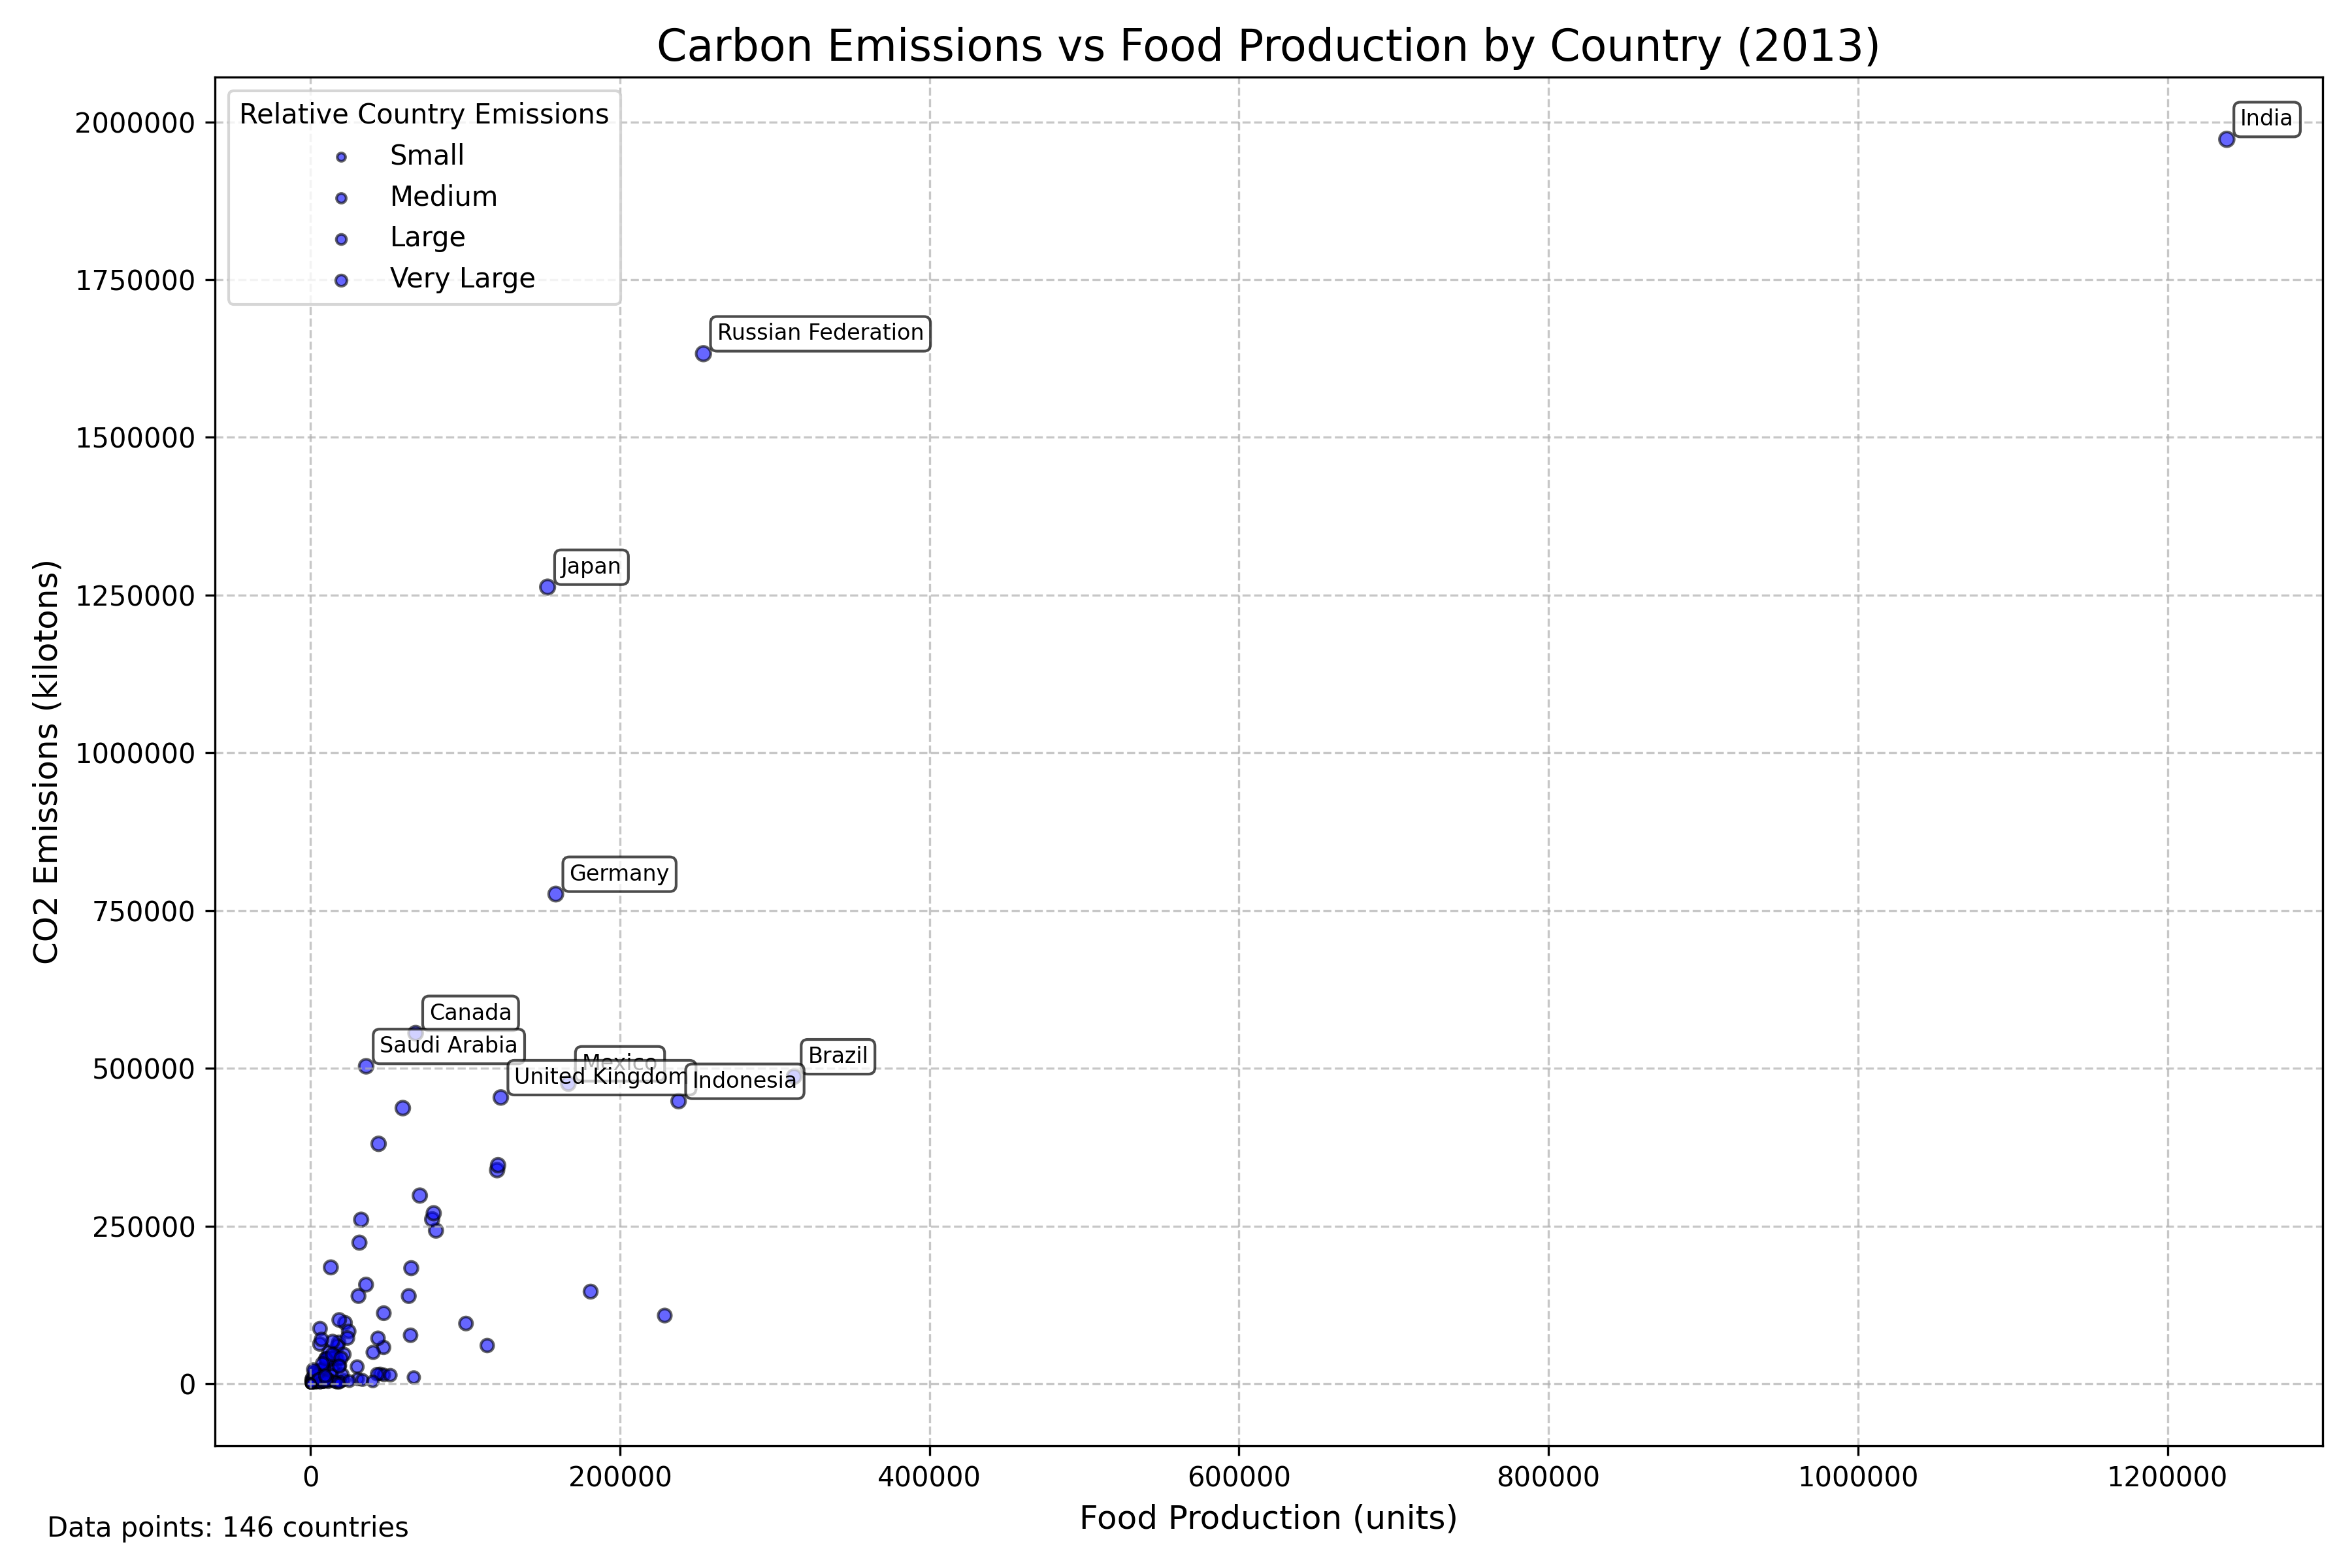 Carbon Emissions vs Food Production by Country (2013)
Relative Country Emissions
Small
Medium
Large
Very Large
CO2 Emissions (kilotons)
2000000
1750000
1500000
1250000
1000000
750000
500000
250000
0
India
Russian Federation
Japan
Germany
Canada
Saudi Arabia
Brazil
Mexico
United Kingdom
Indonesia
0
200000
400000
600000
800000
1000000
1200000
Food Production (units)
Data points: 146 countries